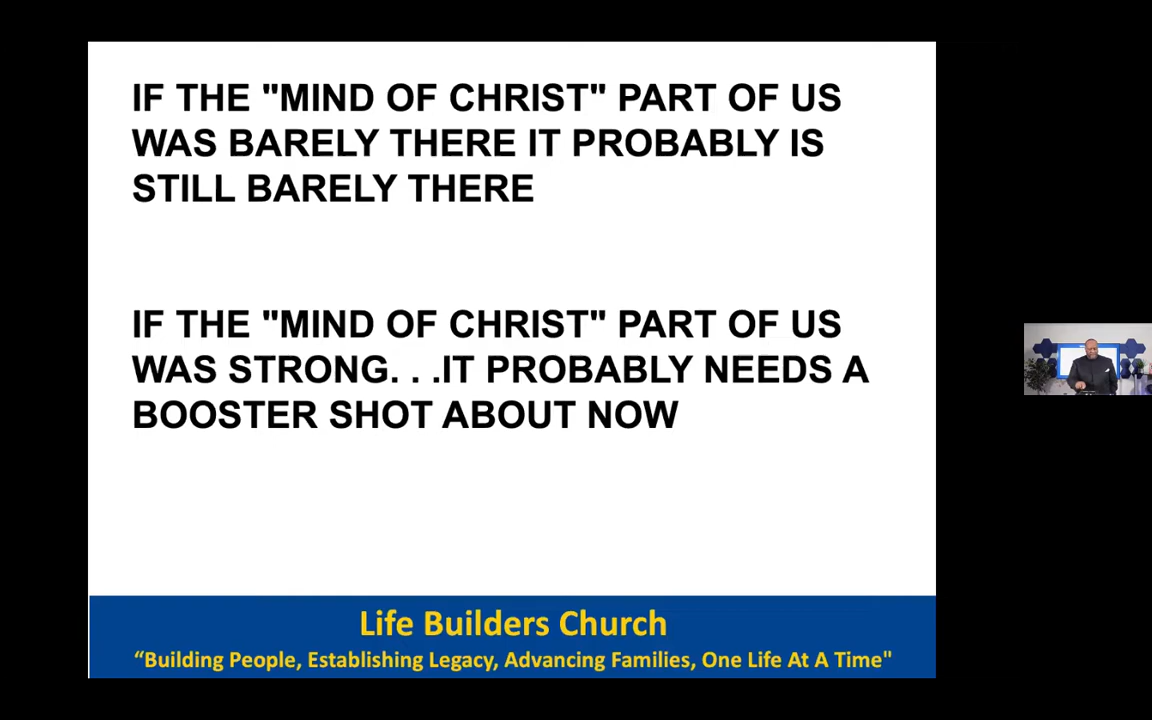 IF THE "MIND OF CHRIST" PART OF US
WAS BARELY THERE IT PROBABLY IS
STILL BARELY THERE
IF THE "MIND OF CHRIST" PART OF US
WAS STRONG. . .IT PROBABLY NEEDS A
BOOSTER SHOT ABOUT NOW
Life Builders Church
“Building People, Establishing Legacy, Advancing Families, One Life At A Time"